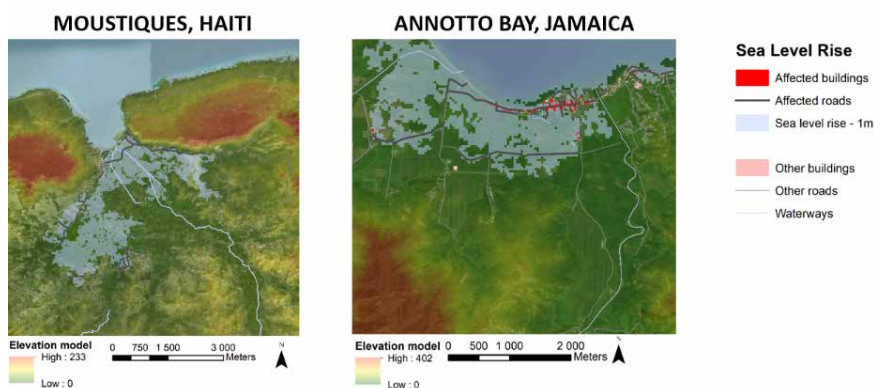 MOUSTIQUES, HAITI
ANNOTTO BAY, JAMAICA
Sea Level Rise
Affected buildings
Affected roads
Sea level rise - 1m
Other buildings
Other roads
Waterways
Elevation model
High : 233
Low : 0
0 750 1 500 3 000
Meters
N
Elevation model
High : 402
Low : 0
0 500 1 000 2 000
Meters
N